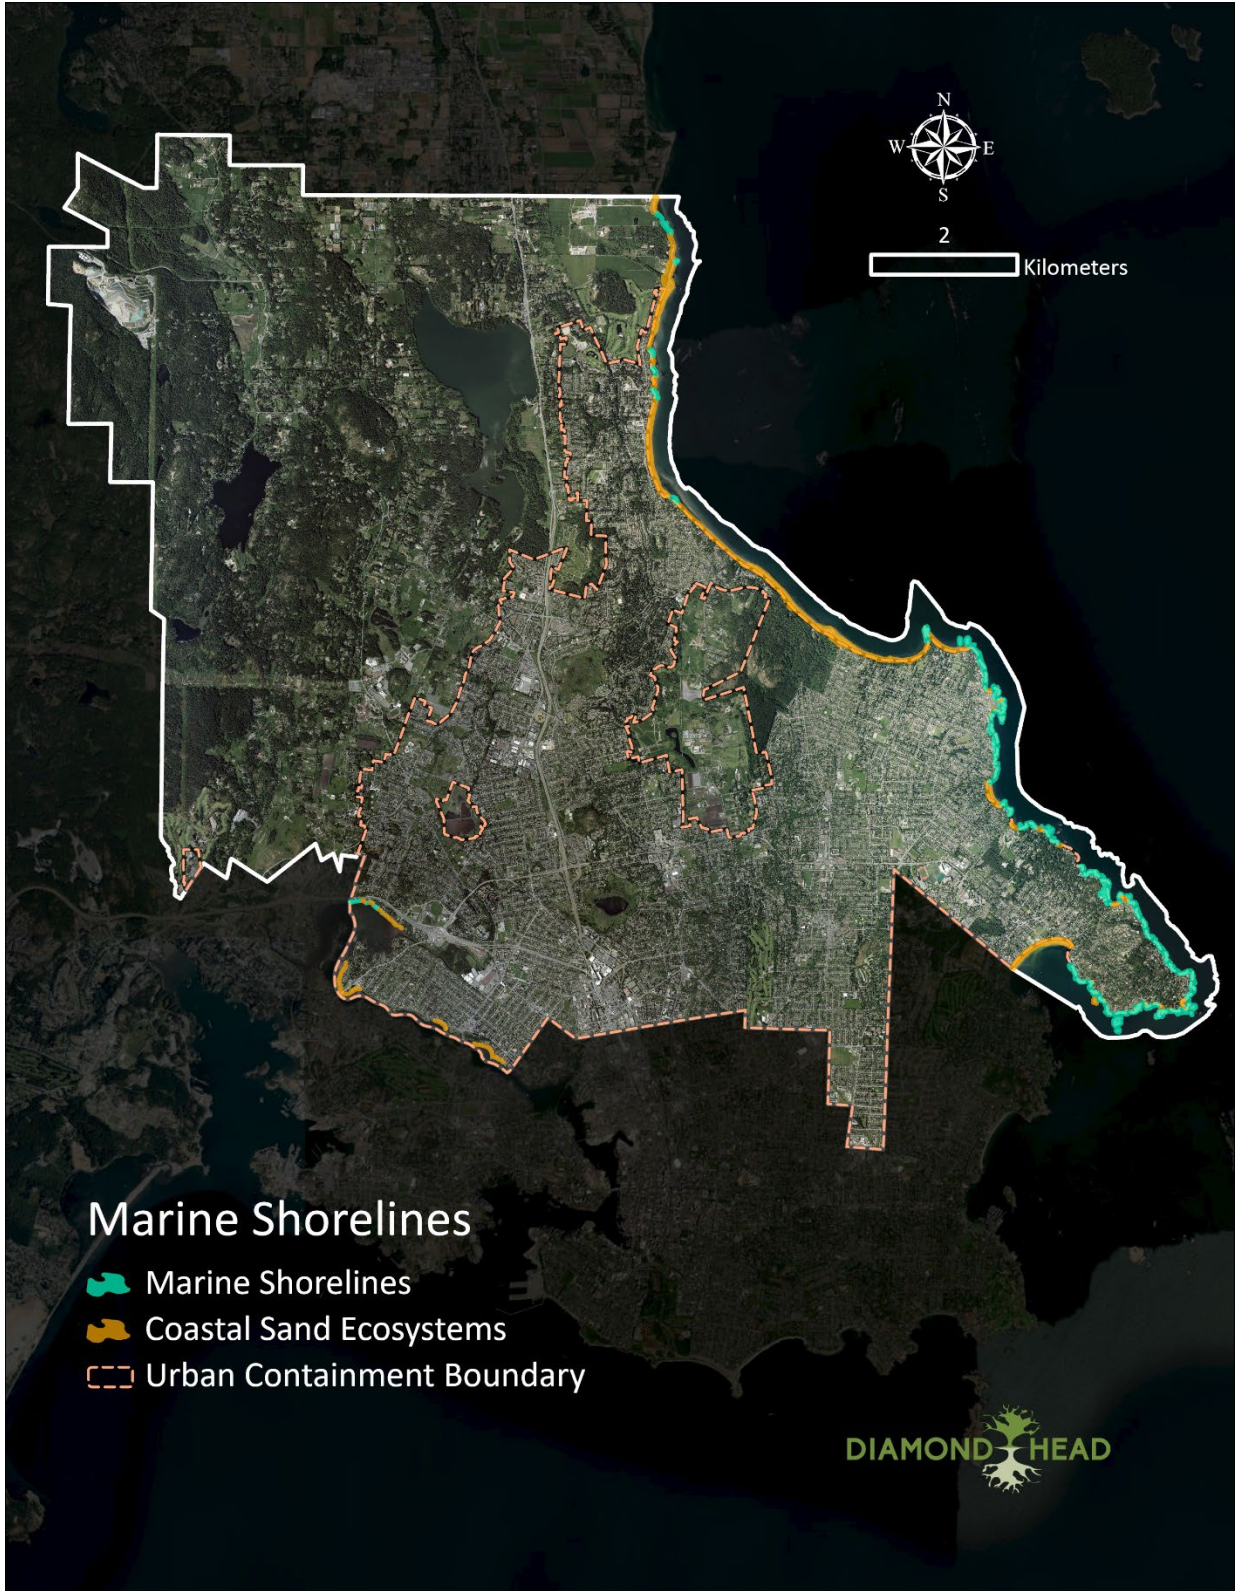 N
W E
S
2
Kilometers
Marine Shorelines
Marine Shorelines
Coastal Sand Ecosystems
Urban Containment Boundary
DIAMOND HEAD